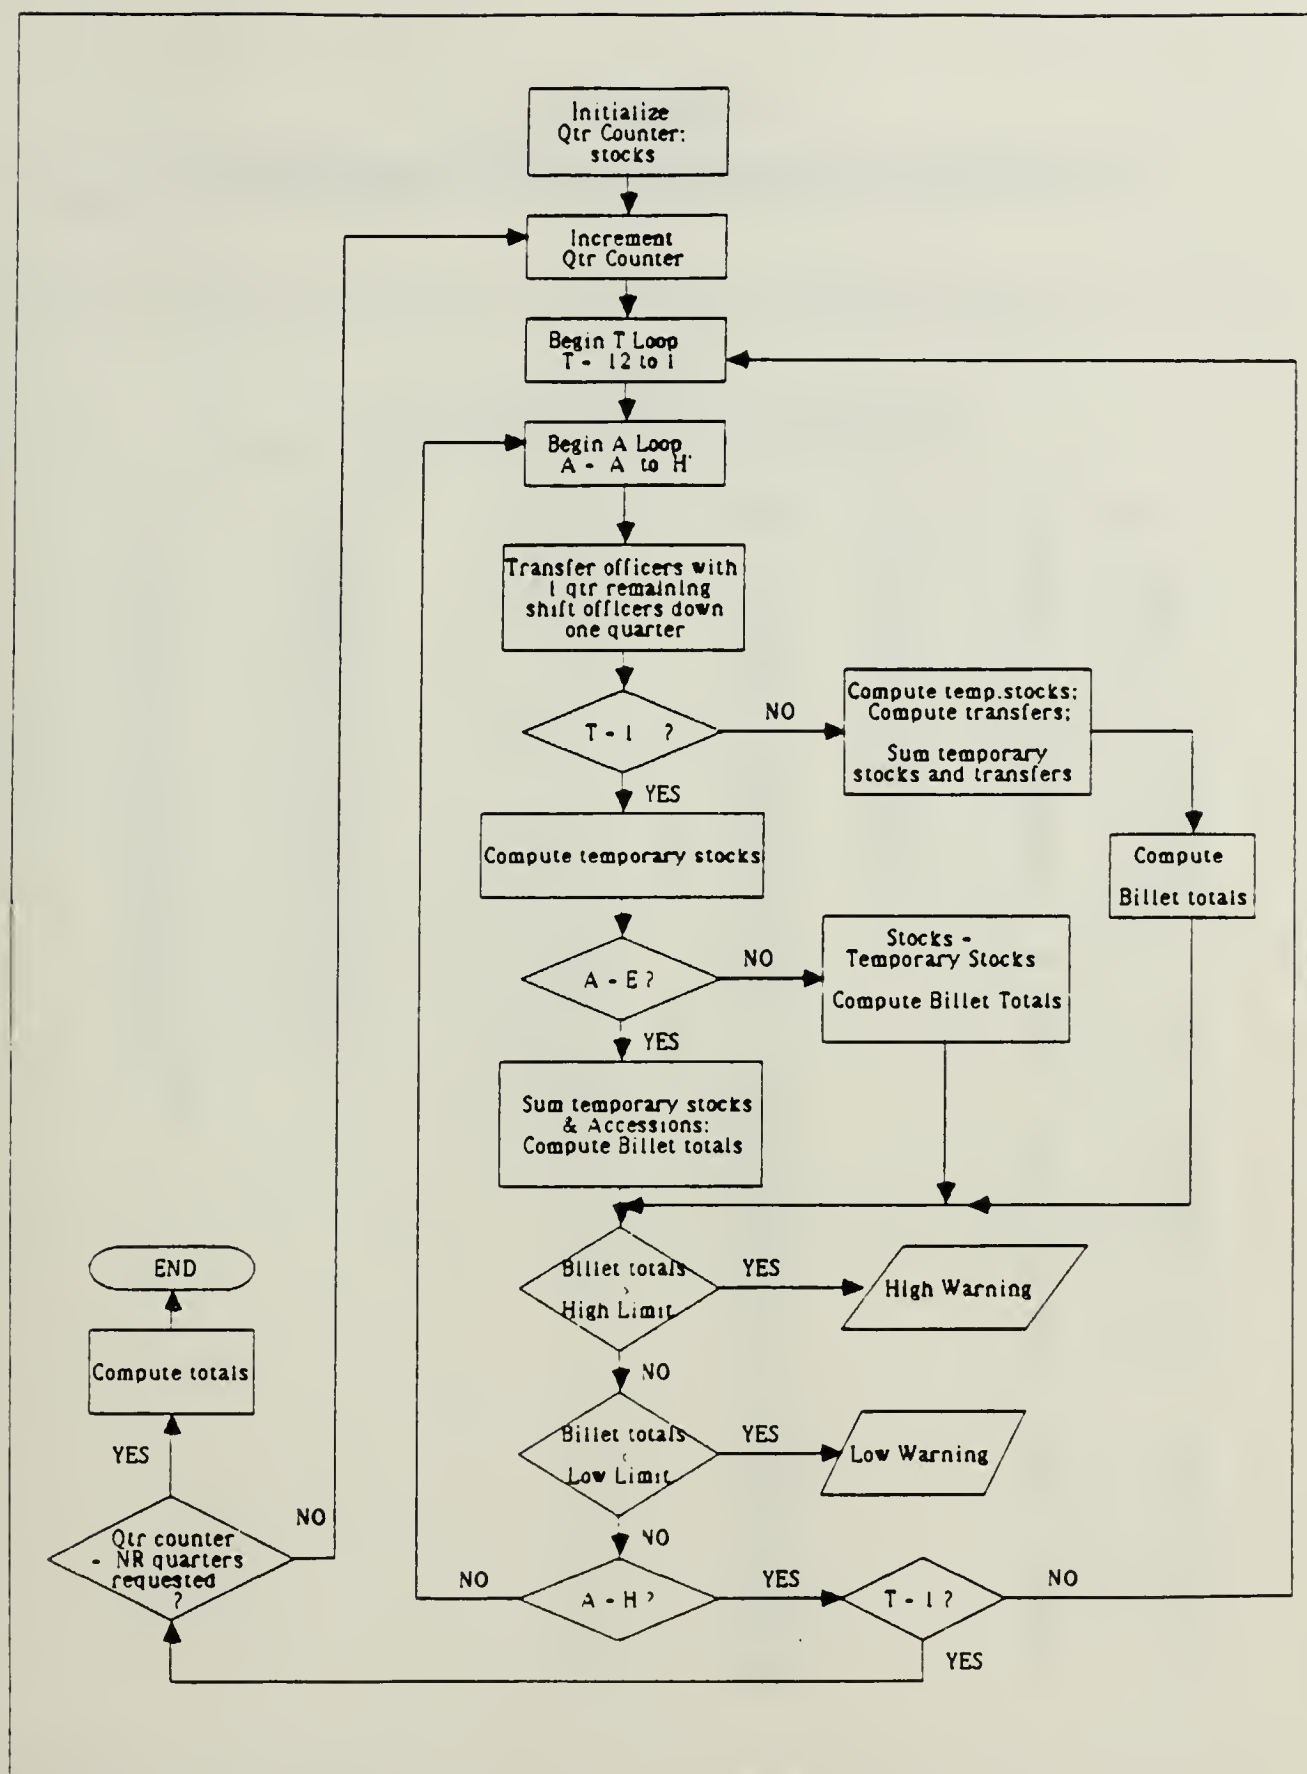 Initialize
Qtr Counter:
stocks
Increment
Qtr Counter
Begin T Loop
T - 12 to 1
Begin A Loop
A - A to H'
Transfer officers with
1 qtr remaining
shift officers down
one quarter
T - 1 ?
NO
Compute temp.stocks;
Compute transfers;
Sum temporary
stocks and transfers
YES
Compute temporary stocks
Compute
Billet totals
A - E ?
NO
Stocks -
Temporary Stocks
Compute Billet Totals
YES
Sum temporary stocks
& Accessions:
Compute Billet totals
Billet totals
>
High Limit
YES
High Warning
NO
Billet totals
<
Low Limit
YES
Low Warning
NO
A - H ?
NO
YES
T - 1 ?
NO
YES
Qtr counter
- NR quarters
requested
?
NO
YES
Compute totals
END